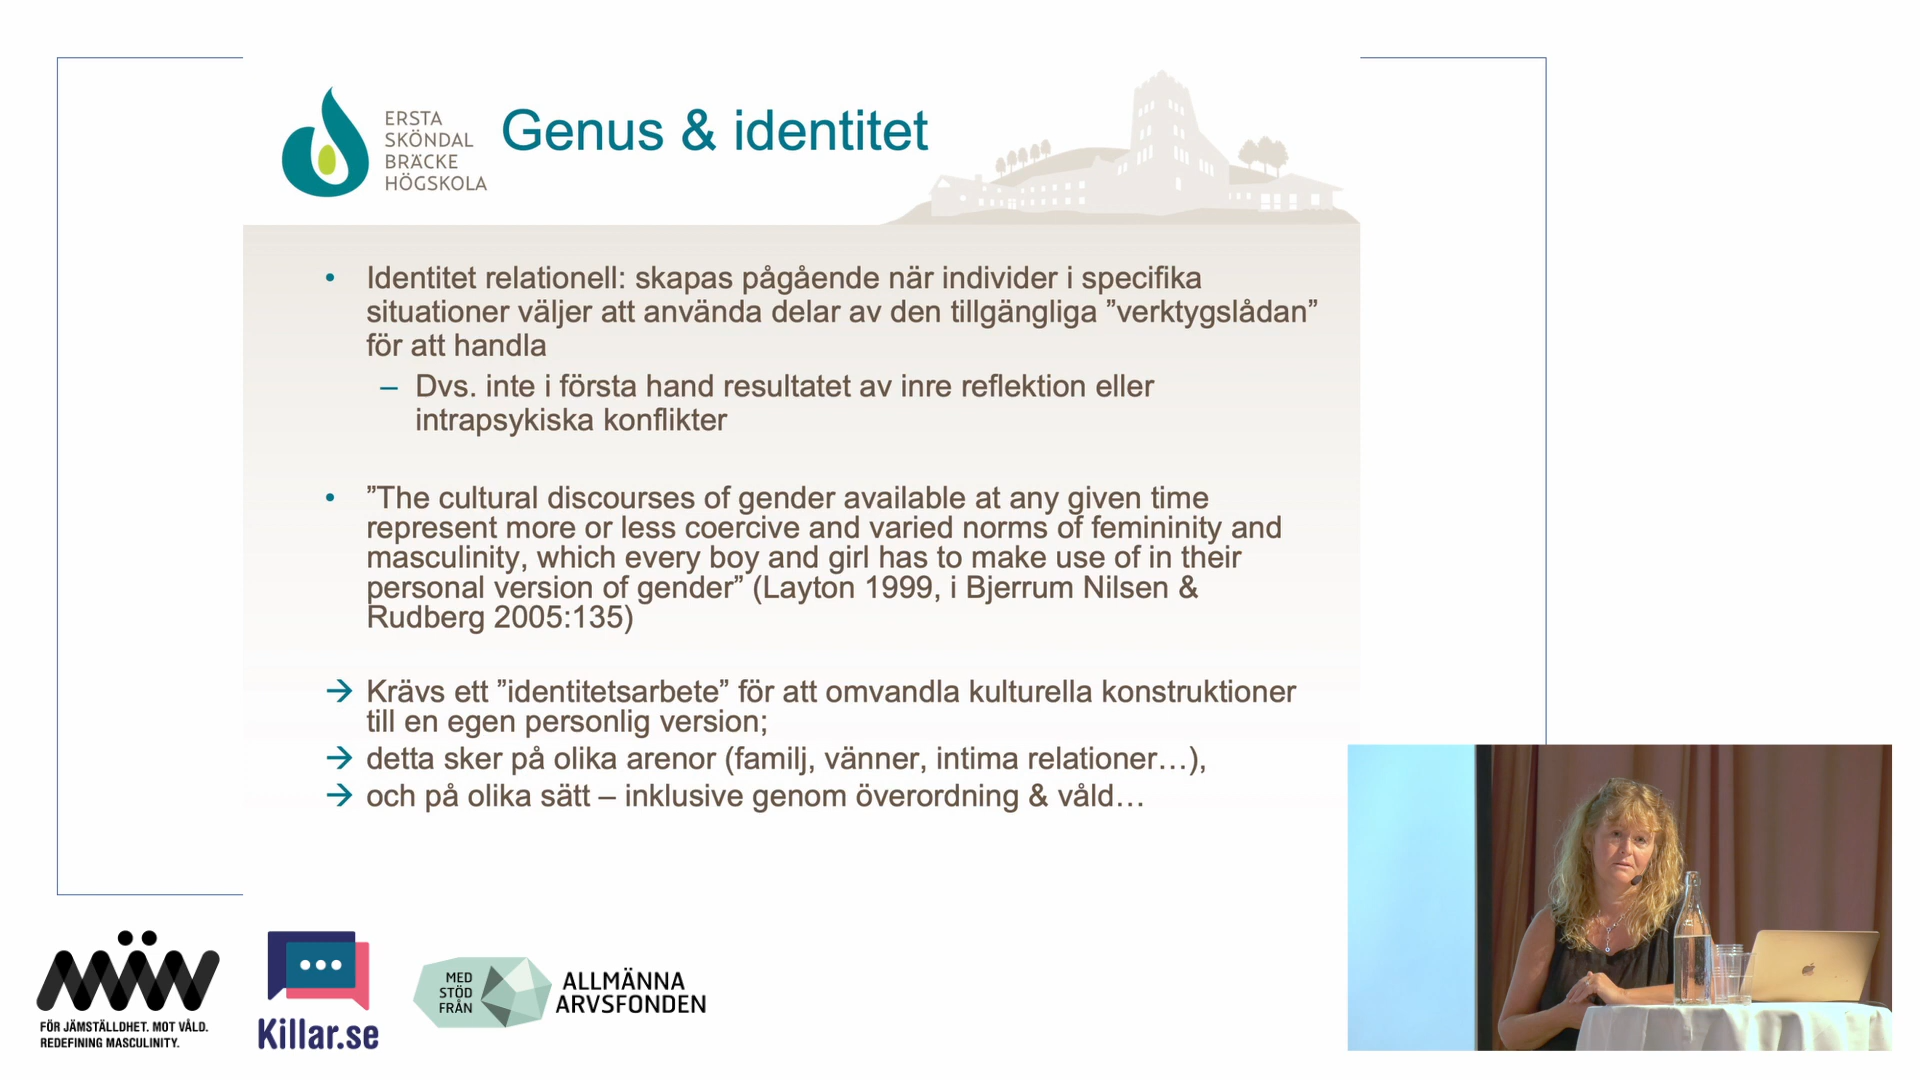 ERSTA
SKÖNDAL
BRÄCKE
HÖGSKOLA
Genus & identitet
• Identitet relationell: skapas pågående när individer i specifika
situationer väljer att använda delar av den tillgängliga ”verktygslådan”
för att handla
– Dvs. inte i första hand resultatet av inre reflektion eller
intrapsykiska konflikter
• ”The cultural discourses of gender available at any given time
represent more or less coercive and varied norms of femininity and
masculinity, which every boy and girl has to make use of in their
personal version of gender” (Layton 1999, i Bjerrum Nilsen &
Rudberg 2005:135)
→ Krävs ett ”identitetsarbete” för att omvandla kulturella konstruktioner
till en egen personlig version;
→ detta sker på olika arenor (familj, vänner, intima relationer…),
→ och på olika sätt – inklusive genom överordning & våld…
MÄN
FÖR JÄMSTÄLLDHET. MOT VÅLD.
REDEFINING MASCULINITY.
Killar.se
MED
STÖD
FRÅN
ALLMÄNNA
ARVSFONDEN